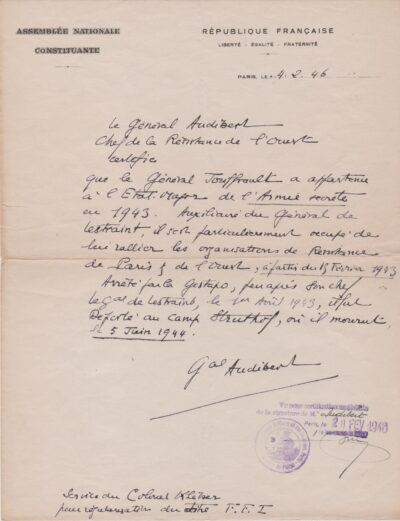 ASSEMBLÉE NATIONALE
CONSTITUANTE
RÉPUBLIQUE FRANÇAISE
LIBERTÉ - ÉGALITÉ - FRATERNITÉ
PARIS, LE 4.2.46
Le Général Audibert
Chef de la Résistance de l'Ouest
certifie
que le Général Jouffrault a appartenu
à l'Etat-Major de l'Armée secrète
en 1943. Auxiliaire du Général de
Lestraint, il s'est particulièrement occupé de
lui rallier les organisations de Résistance
de Paris & de l'Ouest, à partir du 15 Février 1943
Arrêté par la Gestapo, peu après son chef
le Gal de Lestraint, le 1er Avril 1943, il fut
Déporté au camp Struthof, où il mourut
le 5 Juin 1944.
Gal Audibert
Vu pour certification matérielle
de la signature de M. Audibert
Paris, le 20 FEV 1946
Service du Colonel
pour régularisation du titre F.F.I